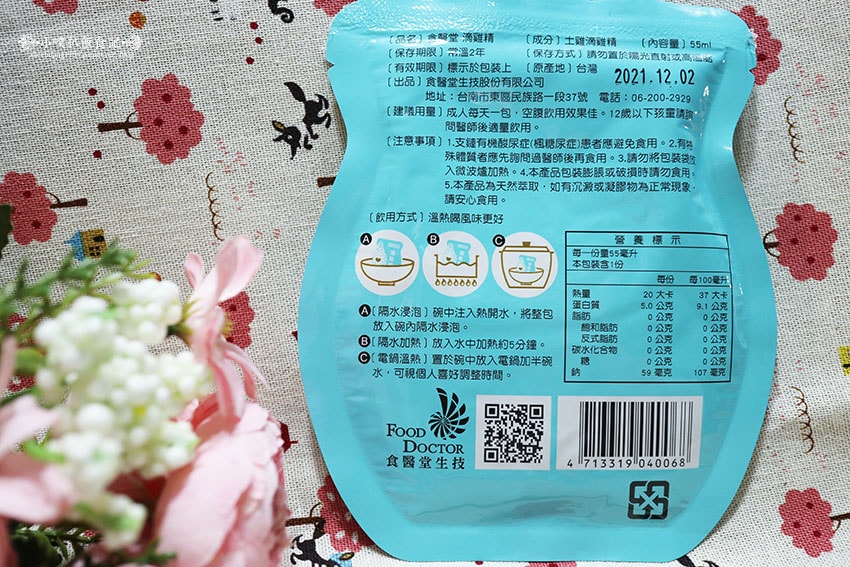 〔品名〕食醫堂 滴雞精 〔成分〕土雞滴雞精 〔內容量〕55ml
〔保存期限〕常溫2年 〔保存方式〕請勿置於陽光直射或高溫處
〔有效期限〕標示於包裝上 〔原產地〕台灣 2021.12.02
〔出品〕食醫堂生技股份有限公司
地址：台南市東區民族路一段37號 電話：06-200-2929
〔建議用量〕成人每天一包，空腹飲用效果佳。12歲以下孩童請詢
問醫師後適量飲用。
〔注意事項〕1.支鏈有機酸尿症(楓糖尿症)患者應避免食用。2.有特
殊體質者應先詢問過醫師後再食用。3.請勿將包裝袋放
入微波爐加熱。4.本產品包裝膨脹或破損時請勿食用。
5.本產品為天然萃取，如有沉澱或凝膠物為正常現象，
請安心食用。
〔飲用方式〕溫熱喝風味更好
A B C
A〔隔水浸泡〕碗中注入熱開水，將整包
放入碗內隔水浸泡。
B〔隔水加熱〕放入水中加熱約5分鐘。
C〔電鍋溫熱〕置於碗中放入電鍋加半碗
水，可視個人喜好調整時間。
營養標示
每一份量55毫升
本包裝含1份
每份 每100毫升
熱量 20 大卡 37 大卡
蛋白質 5.0 公克 9.1 公克
脂肪 0 公克 0 公克
飽和脂肪 0 公克 0 公克
反式脂肪 0 公克 0 公克
碳水化合物 0 公克 0 公克
糖 0 公克 0 公克
鈉 59 毫克 107 毫克
FOOD
DOCTOR
食醫堂生技
4 713319 040068